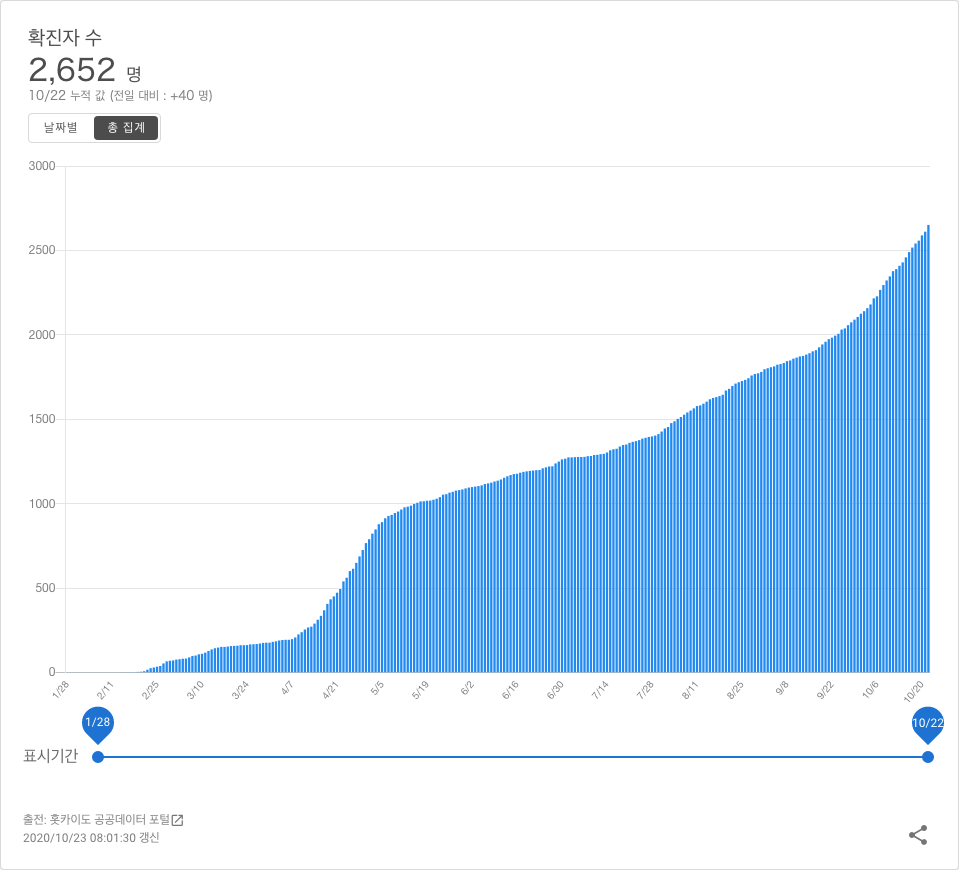 확진자 수
2,652 명
10/22 누적 값 (전일 대비 : +40 명)
날짜별 총 집계
3000
2500
2000
1500
1000
500
0
1/28 2/11 2/25 3/10 3/24 4/7 4/21 5/5 5/19 6/2 6/16 6/30 7/14 7/28 8/11 8/25 9/8 9/22 10/6 10/20
1/28 10/22
표시기간
출전: 홋카이도 공공데이터 포털
2020/10/23 08:01:30 갱신